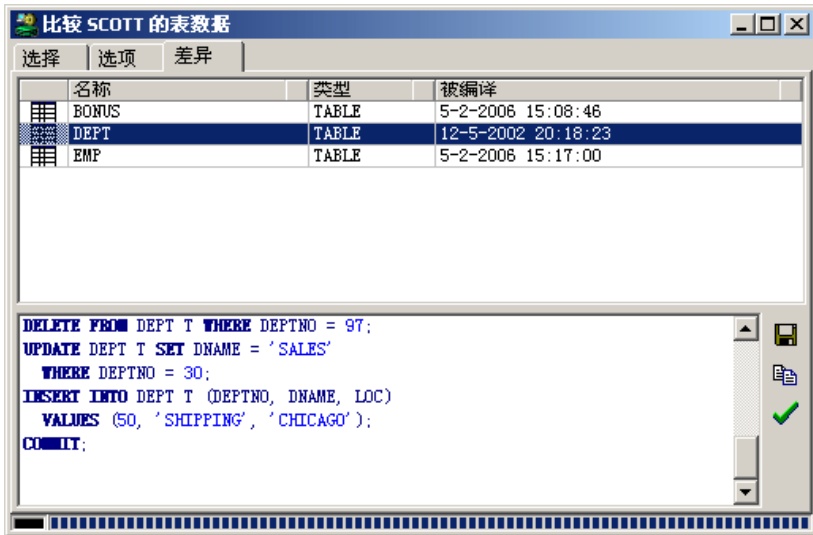 比较 SCOTT 的表数据
选择 选项 差异
名称 类型 被编译
BONUS TABLE 5-2-2006 15:08:46
DEPT TABLE 12-5-2002 20:18:23
EMP TABLE 5-2-2006 15:17:00
DELETE FROM DEPT T WHERE DEPTNO = 97;
UPDATE DEPT T SET DNAME = 'SALES'
WHERE DEPTNO = 30;
INSERT INTO DEPT T (DEPTNO, DNAME, LOC)
VALUES (50, 'SHIPPING', 'CHICAGO');
COMMIT;